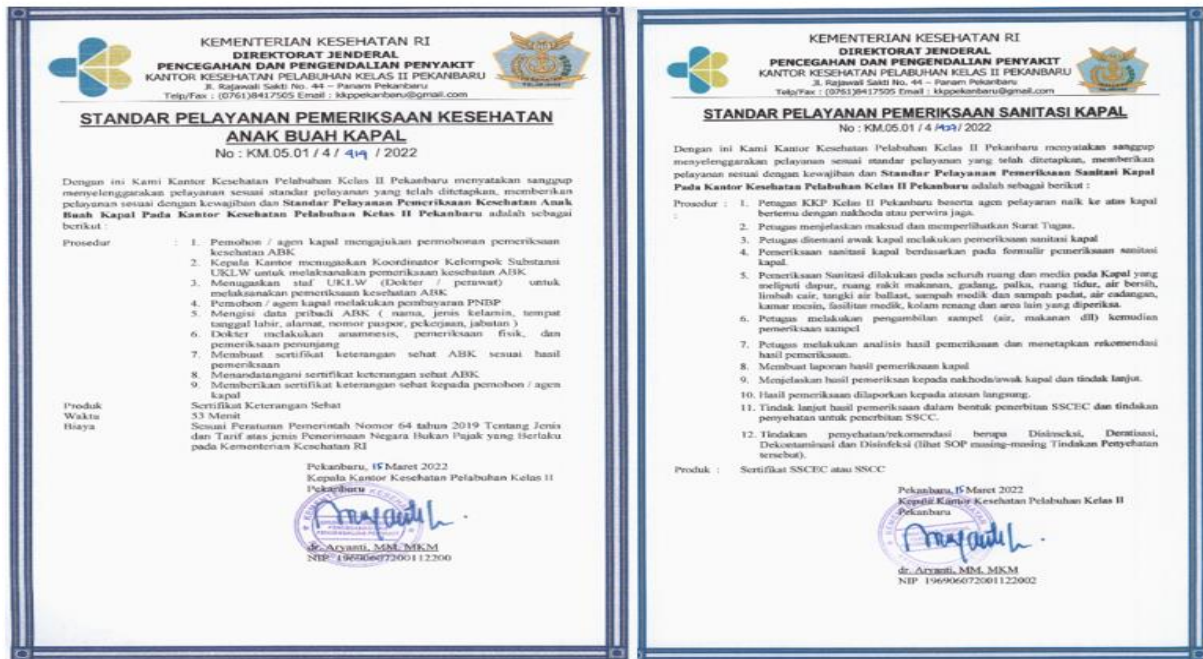 KEMENTERIAN KESEHATAN RI
DIREKTORAT JENDERAL
PENCEGAHAN DAN PENGENDALIAN PENYAKIT
KANTOR KESEHATAN PELABUHAN KELAS II PEKANBARU
Jl. Rajawali Sakti No. 44 – Panam Pekanbaru
Telp/Fax : (0761)8417505 Email : kkppekanbaru@gmail.com
STANDAR PELAYANAN PEMERIKSAAN KESEHATAN
ANAK BUAH KAPAL
No : KM.05.01 / 4 / 414 / 2022
Dengan ini Kami Kantor Kesehatan Pelabuhan Kelas II Pekanbaru menyatakan sanggup
menyelenggarakan pelayanan sesuai standar pelayanan yang telah ditetapkan, memberikan
pelayanan sesuai dengan kewajiban dan Standar Pelayanan Pemeriksaan Kesehatan Anak
Buah Kapal Pada Kantor Kesehatan Pelabuhan Kelas II Pekanbaru adalah sebagai
berikut :
Prosedur : 1. Pemohon / agen kapal mengajukan permohonan pemeriksaan
kesehatan ABK
2. Kepala Kantor menugaskan Koordinator Kelompok Substansi
UKLW untuk melaksanakan pemeriksaan kesehatan ABK
3. Menugaskan staf UKLW (Dokter / perawat) untuk
melaksanakan pemeriksaan kesehatan ABK
4. Pemohon / agen kapal melakukan pembayaran PNBP
5. Mengisi data pribadi ABK ( nama, jenis kelamin, tempat
tanggal lahir, alamat, nomor paspor, pekerjaan, jabatan )
6. Dokter melakukan anamnesis, pemeriksaan fisik, dan
pemeriksaan penunjang
7. Membuat sertifikat keterangan sehat ABK sesuai hasil
pemeriksaan
8. Menandatangani sertifikat keterangan sehat ABK
9. Memberikan sertifikat keterangan sehat kepada pemohon / agen
kapal
Produk Sertifikat Keterangan Sehat
Waktu 53 Menit
Biaya Sesuai Peraturan Pemerintah Nomor 64 tahun 2019 Tentang Jenis
dan Tarif atas jenis Penerimaan Negara Bukan Pajak yang Berlaku
pada Kementerian Kesehatan RI
Pekanbaru, 15 Maret 2022
Kepala Kantor Kesehatan Pelabuhan Kelas II
Pekanbaru
dr. Aryanti, MM, MKM
NIP 19690607200112200
KEMENTERIAN KESEHATAN RI
DIREKTORAT JENDERAL
PENCEGAHAN DAN PENGENDALIAN PENYAKIT
KANTOR KESEHATAN PELABUHAN KELAS II PEKANBARU
Jl. Rajawali Sakti No. 44 – Panam Pekanbaru
Telp/Fax : (0761)8417505 Email : kkppekanbaru@gmail.com
STANDAR PELAYANAN PEMERIKSAAN SANITASI KAPAL
No : KM.05.01 / 4 / 2022
Dengan ini Kami Kantor Kesehatan Pelabuhan Kelas II Pekanbaru menyatakan sanggup
menyelenggarakan pelayanan sesuai standar pelayanan yang telah ditetapkan, memberikan
pelayanan sesuai dengan kewajiban dan Standar Pelayanan Pemeriksaan Sanitasi Kapal
Pada Kantor Kesehatan Pelabuhan Kelas II Pekanbaru adalah sebagai berikut :
Prosedur : 1. Petugas KKP Kelas II Pekanbaru beserta agen pelayaran naik ke atas kapal
: bertemu dengan nakhoda atau perwira jaga.
2. Petugas menjelaskan maksud dan memperlihatkan Surat Tugas.
3. Petugas ditemani awak kapal melakukan pemeriksaan sanitasi kapal
4. Pemeriksaan sanitasi kapal berdasarkan pada formulir pemeriksaan sanitasi
kapal.
5. Pemeriksaan Sanitasi dilakukan pada seluruh ruang dan media pada Kapal yang
meliputi dapur, ruang rakit makanan, gudang, palka, ruang tidur, air bersih,
limbah cair, tangki air ballast, sampah medik dan sampah padat, air cadangan,
kamar mesin, fasilitas medik, kolam renang dan area lain yang diperiksa.
6. Petugas melakukan pengambilan sampel (air, makanan dll) kemudian
pemeriksaan sampel
7. Petugas melakukan analisis hasil pemeriksaan dan menetapkan rekomendasi
hasil pemeriksaan.
8. Membuat laporan hasil pemeriksaan kapal
9. Menjelaskan hasil pemeriksan kepada nakhoda/awak kapal dan tindak lanjut.
10. Hasil pemeriksaan dilaporkan kepada atasan langsung.
11. Tindak lanjut hasil pemeriksaan dalam bentuk penerbitan SSCEC dan tindakan
penyehatan untuk penerbitan SSCC.
12. Tindakan penyehatan/rekomendasi berupa Disinseksi, Deratisasi,
Dekontaminasi dan Disinfeksi (lihat SOP masing-masing Tindakan Penyehatan
tersebut).
Produk : Sertifikat SSCEC atau SSCC
Pekanbaru, 15 Maret 2022
Kepala Kantor Kesehatan Pelabuhan Kelas II
Pekanbaru
dr. Aryanti, MM, MKM
NIP 196906072001122002